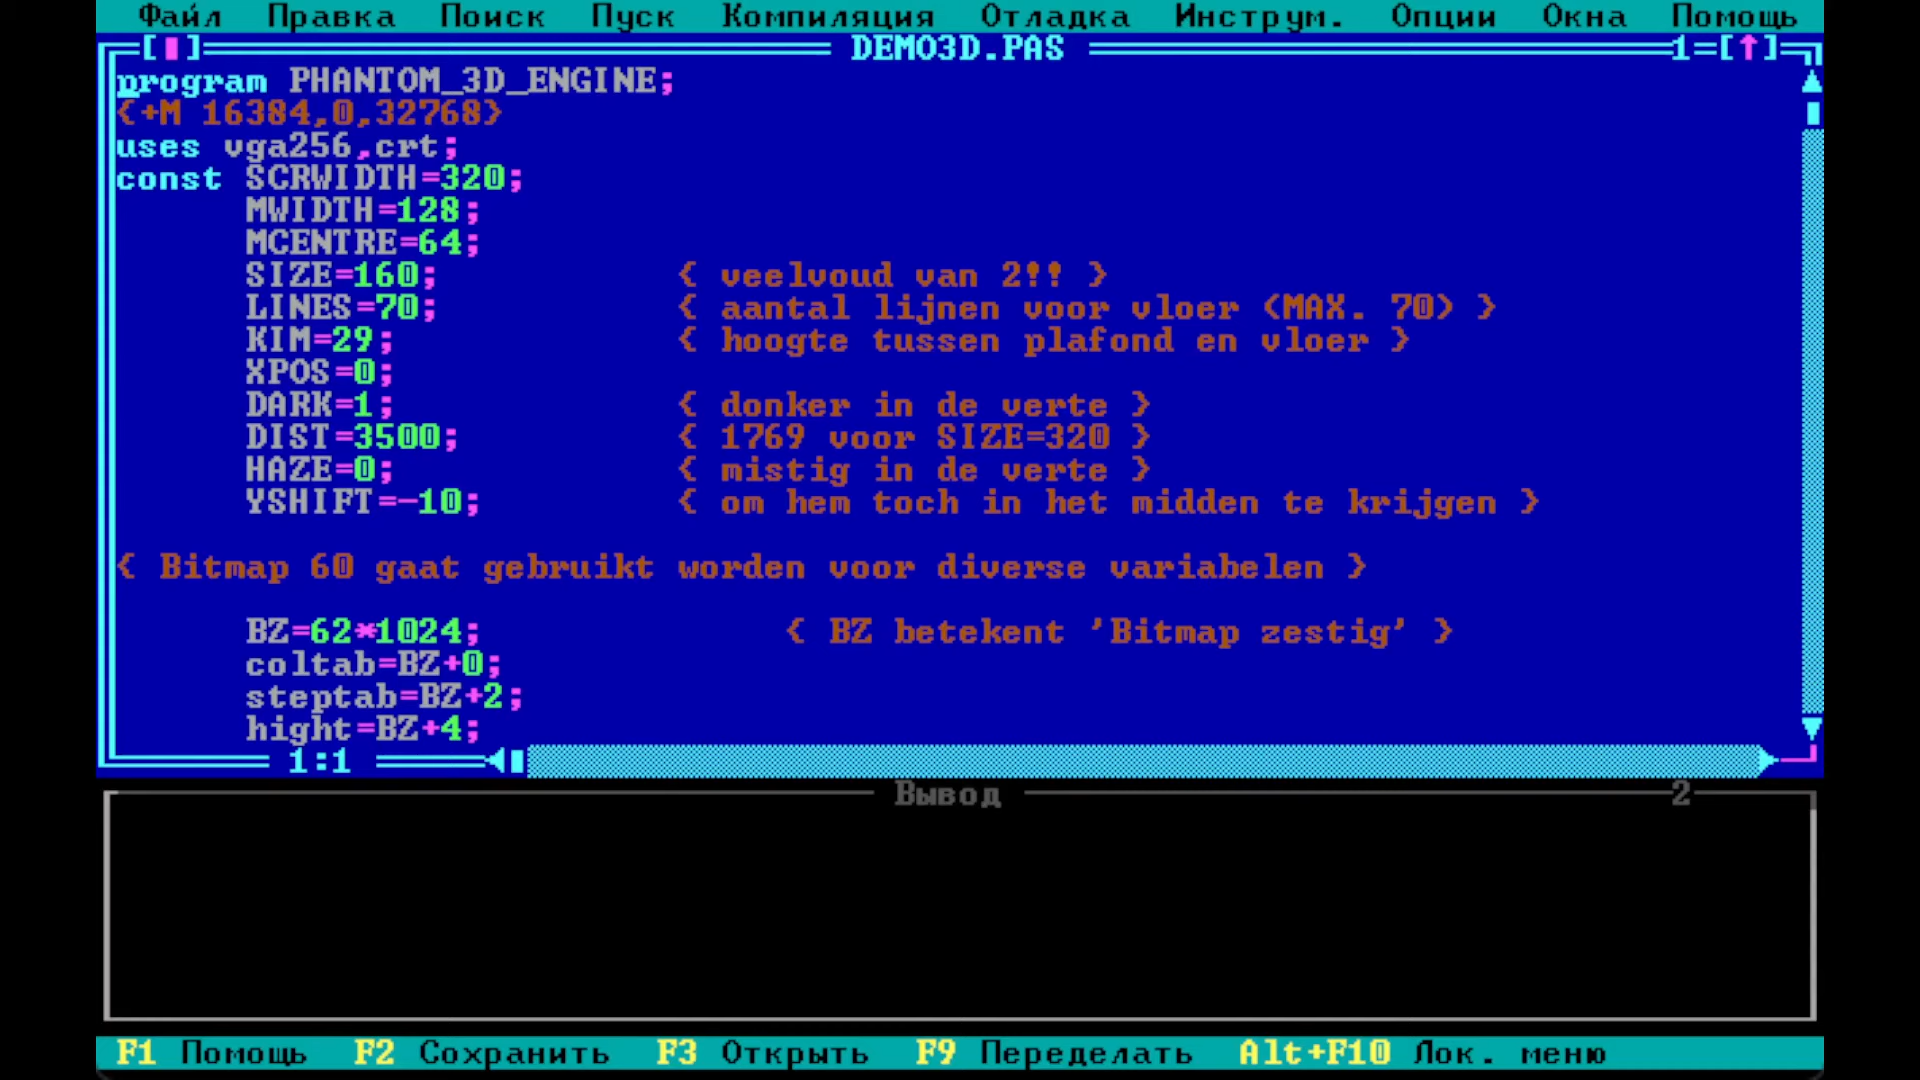 Файл Правка Поиск Пуск Компиляция Отладка Инструм. Опции Окна Помощь
DEMO3D.PAS 1=[↑]
program PHANTOM_3D_ENGINE;
{+M 16384,0,32768}
uses vga256,crt;
const SCRWIDTH=320;
MWIDTH=128;
MCENTRE=64;
SIZE=160; { veelvoud van 2!! }
LINES=70; { aantal lijnen voor vloer (MAX. 70) }
KIM=29; { hoogte tussen plafond en vloer }
XPOS=0;
DARK=1; { donker in de verte }
DIST=3500; { 1769 voor SIZE=320 }
HAZE=0; { mistig in de verte }
YSHIFT=-10; { om hem toch in het midden te krijgen }
{ Bitmap 60 gaat gebruikt worden voor diverse variabelen }
BZ=62*1024; { BZ betekent 'Bitmap zestig' }
coltab=BZ+0;
steptab=BZ+2;
hight=BZ+4;
1:1
Вывод 2
F1 Помощь F2 Сохранить F3 Открыть F9 Переделать Alt+F10 Лок. меню